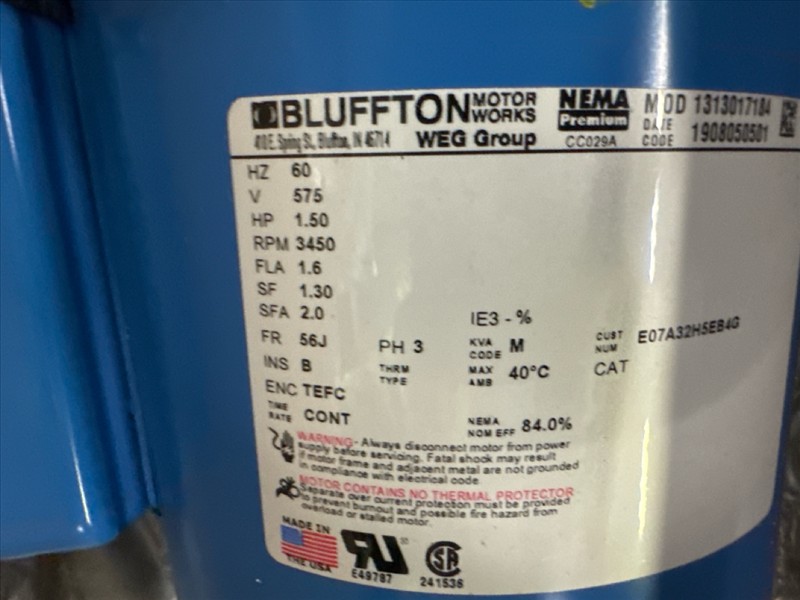 BLUFFTON MOTOR WORKS
410 E. Spring St., Bluffton, IN 46714 WEG Group
NEMA Premium
CC029A
MOD 1313017184
DATE CODE 1908050501
HZ 60
V 575
HP 1.50
RPM 3450
FLA 1.6
SF 1.30
SFA 2.0 IE3 - %
FR 56J PH 3 KVA CODE M CUST NUM E07A32H5EB4G
INS B THRM TYPE MAX AMB 40°C CAT
ENC TEFC
TIME RATE CONT NEMA NOM EFF 84.0%
WARNING - Always disconnect motor from power
supply before servicing. Fatal shock may result
if motor frame and adjacent metal are not grounded
in compliance with electrical code
MOTOR CONTAINS NO THERMAL PROTECTOR
Separate over current protection must be provided
to prevent burnout and possible fire hazard from
overload or stalled motor.
MADE IN
THE USA
E49787
241536